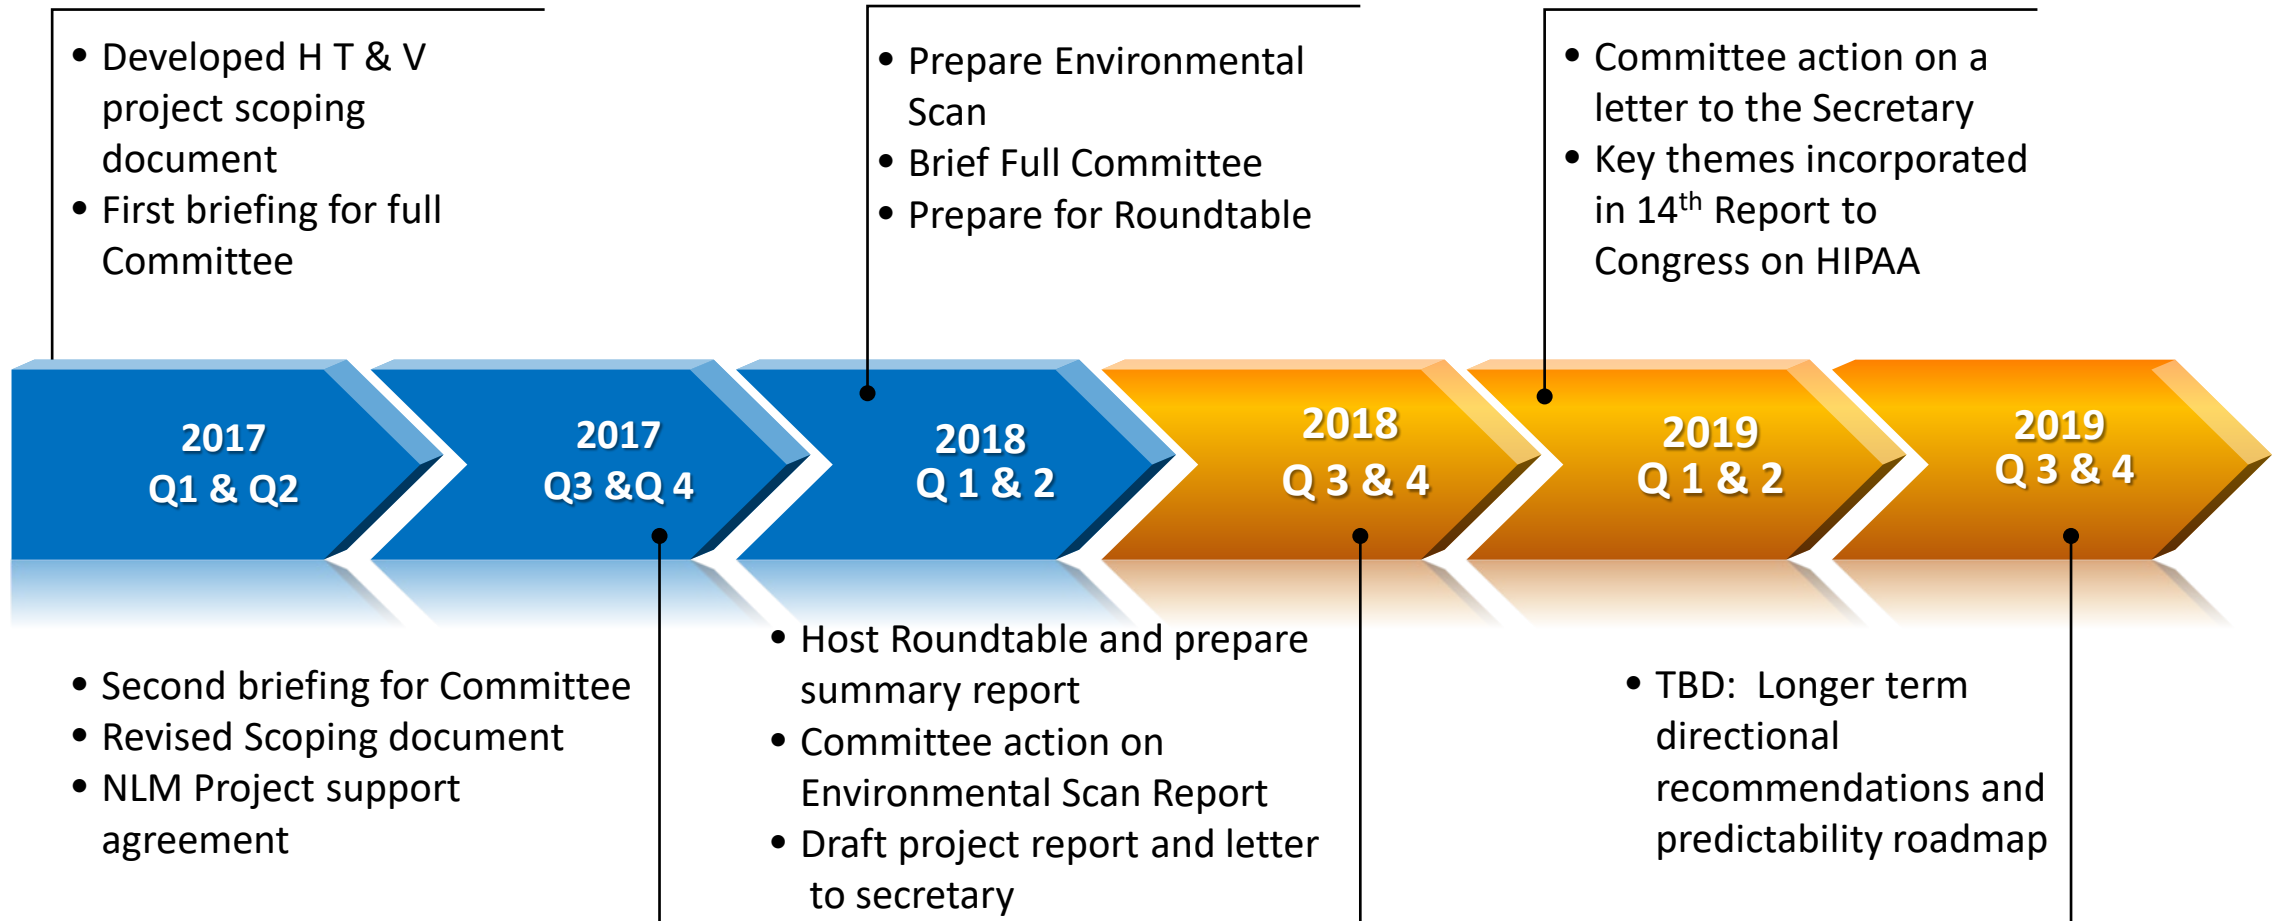 • Developed H T & V
project scoping
document
• First briefing for full
Committee
• Prepare Environmental
Scan
• Brief Full Committee
• Prepare for Roundtable
• Committee action on a
letter to the Secretary
• Key themes incorporated
in 14th Report to
Congress on HIPAA
2017
Q1 & Q2
2017
Q3 &Q 4
2018
Q 1 & 2
2018
Q 3 & 4
2019
Q 1 & 2
2019
Q 3 & 4
• Second briefing for Committee
• Revised Scoping document
• NLM Project support
agreement
• Host Roundtable and prepare
summary report
• Committee action on
Environmental Scan Report
• Draft project report and letter
to secretary
• TBD:  Longer term
directional
recommendations and
predictability roadmap